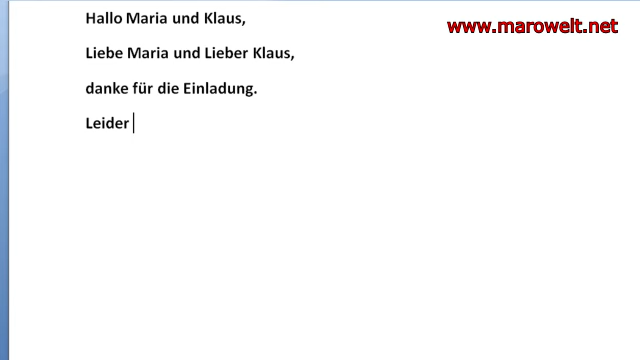 Hallo Maria und Klaus,
www.marowelt.net
Liebe Maria und Lieber Klaus,
danke für die Einladung.
Leider